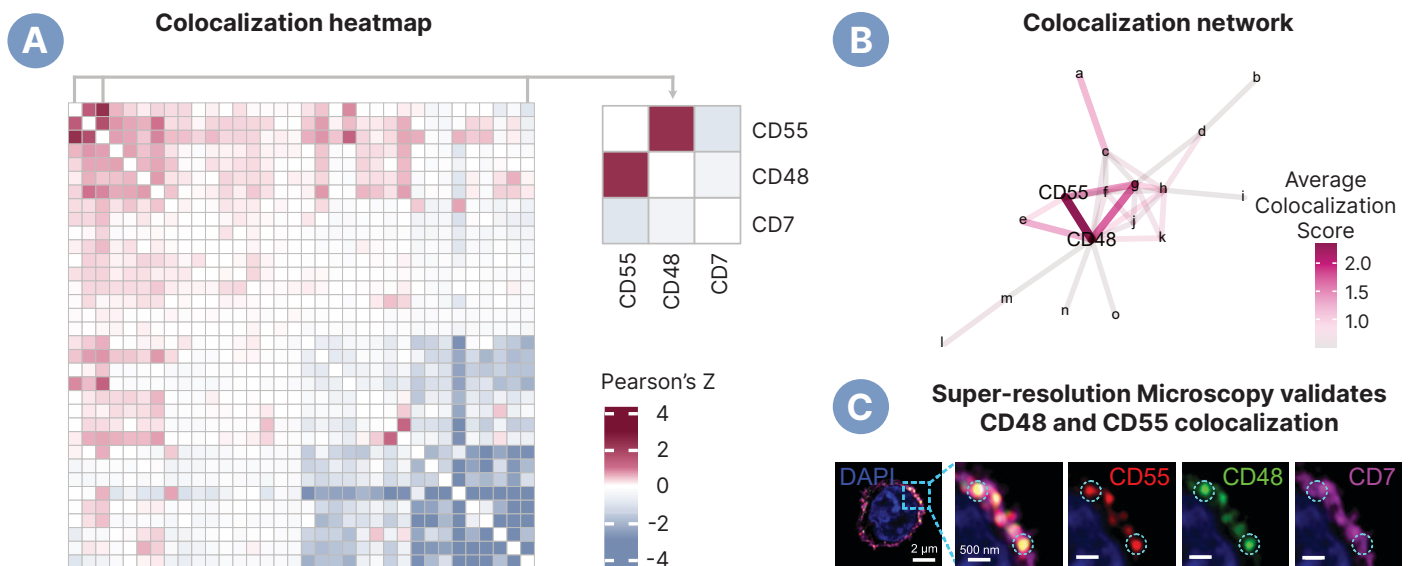 A
Colocalization heatmap
CD55
CD48
CD7
CD55
CD48
CD7
Pearson's Z
4
2
0
-2
-4
B
Colocalization network
a
b
c
d
CD55
f
g
h
i
e
j
CD48
k
m
n
o
l
Average
Colocalization
Score
2.0
1.5
1.0
C
Super-resolution Microscopy validates
CD48 and CD55 colocalization
DAPI
2 µm
500 nm
CD55
CD48
CD7